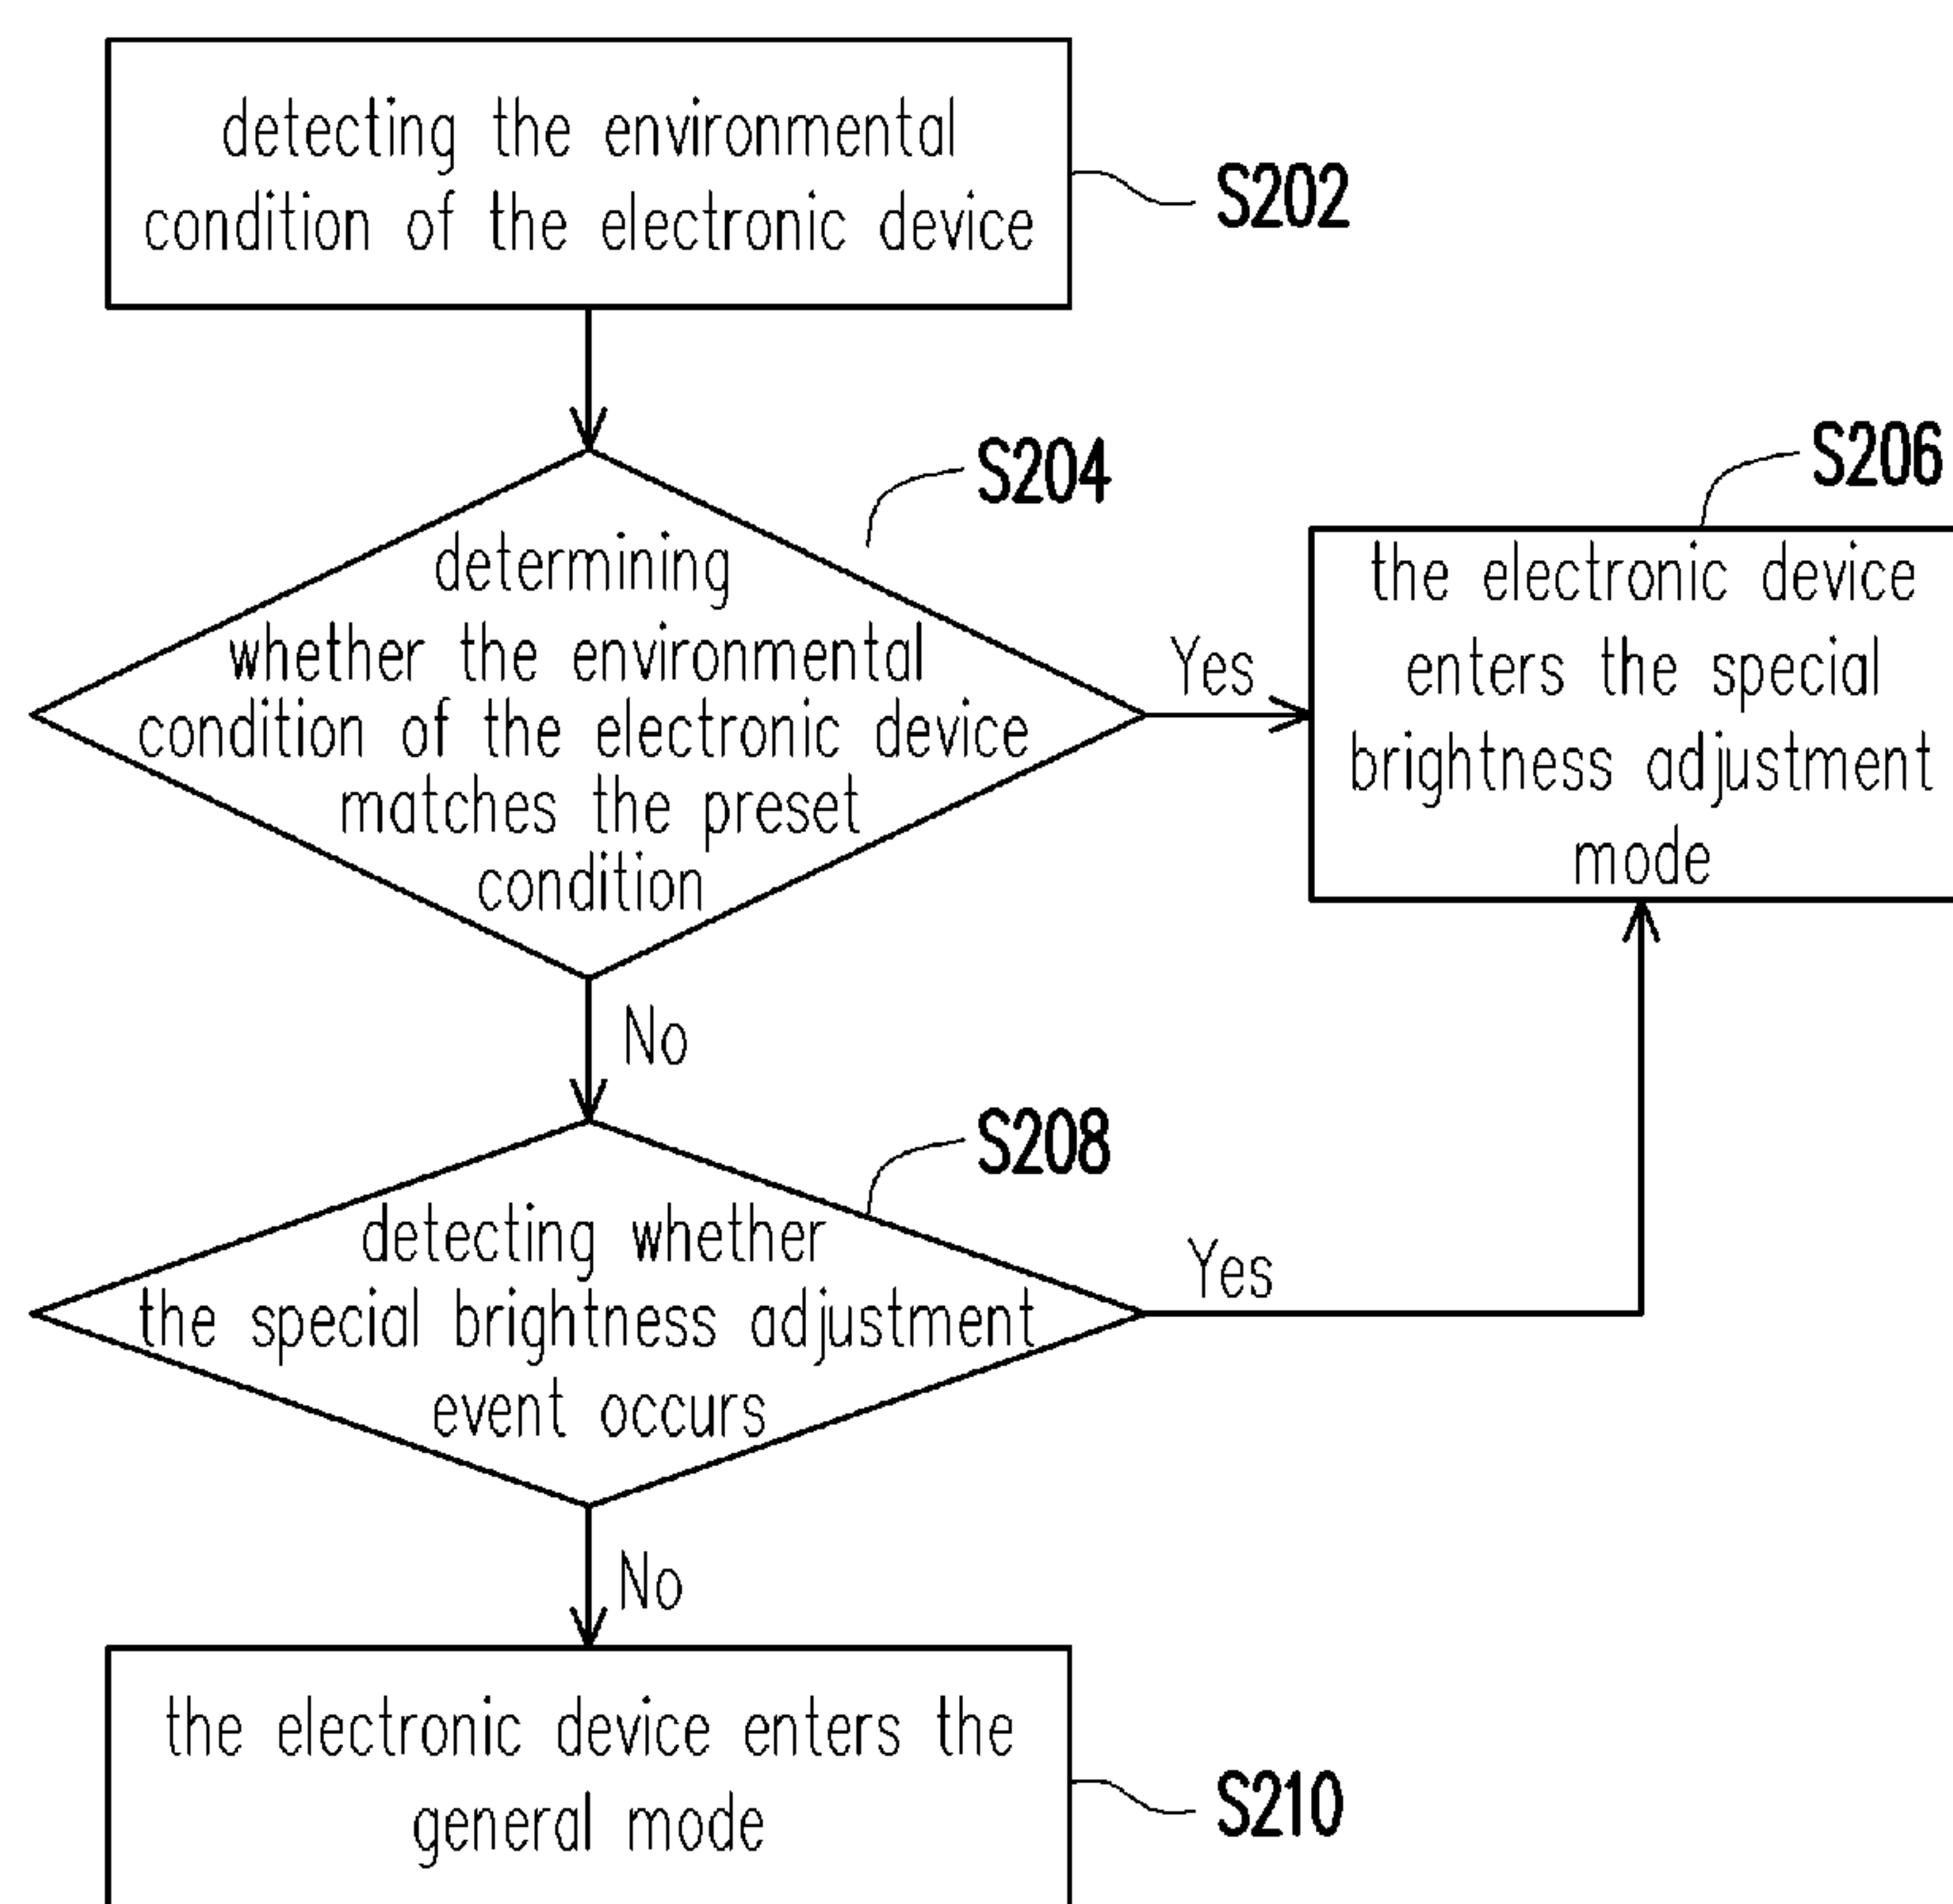 detecting the environmental
condition of the electronic device
S202
S204
determining
whether the environmental
condition of the electronic device
matches the preset
condition
Yes
S206
the electronic device
enters the special
brightness adjustment
mode
No
S208
detecting whether
the special brightness adjustment
event occurs
Yes
No
the electronic device enters the
general mode
S210